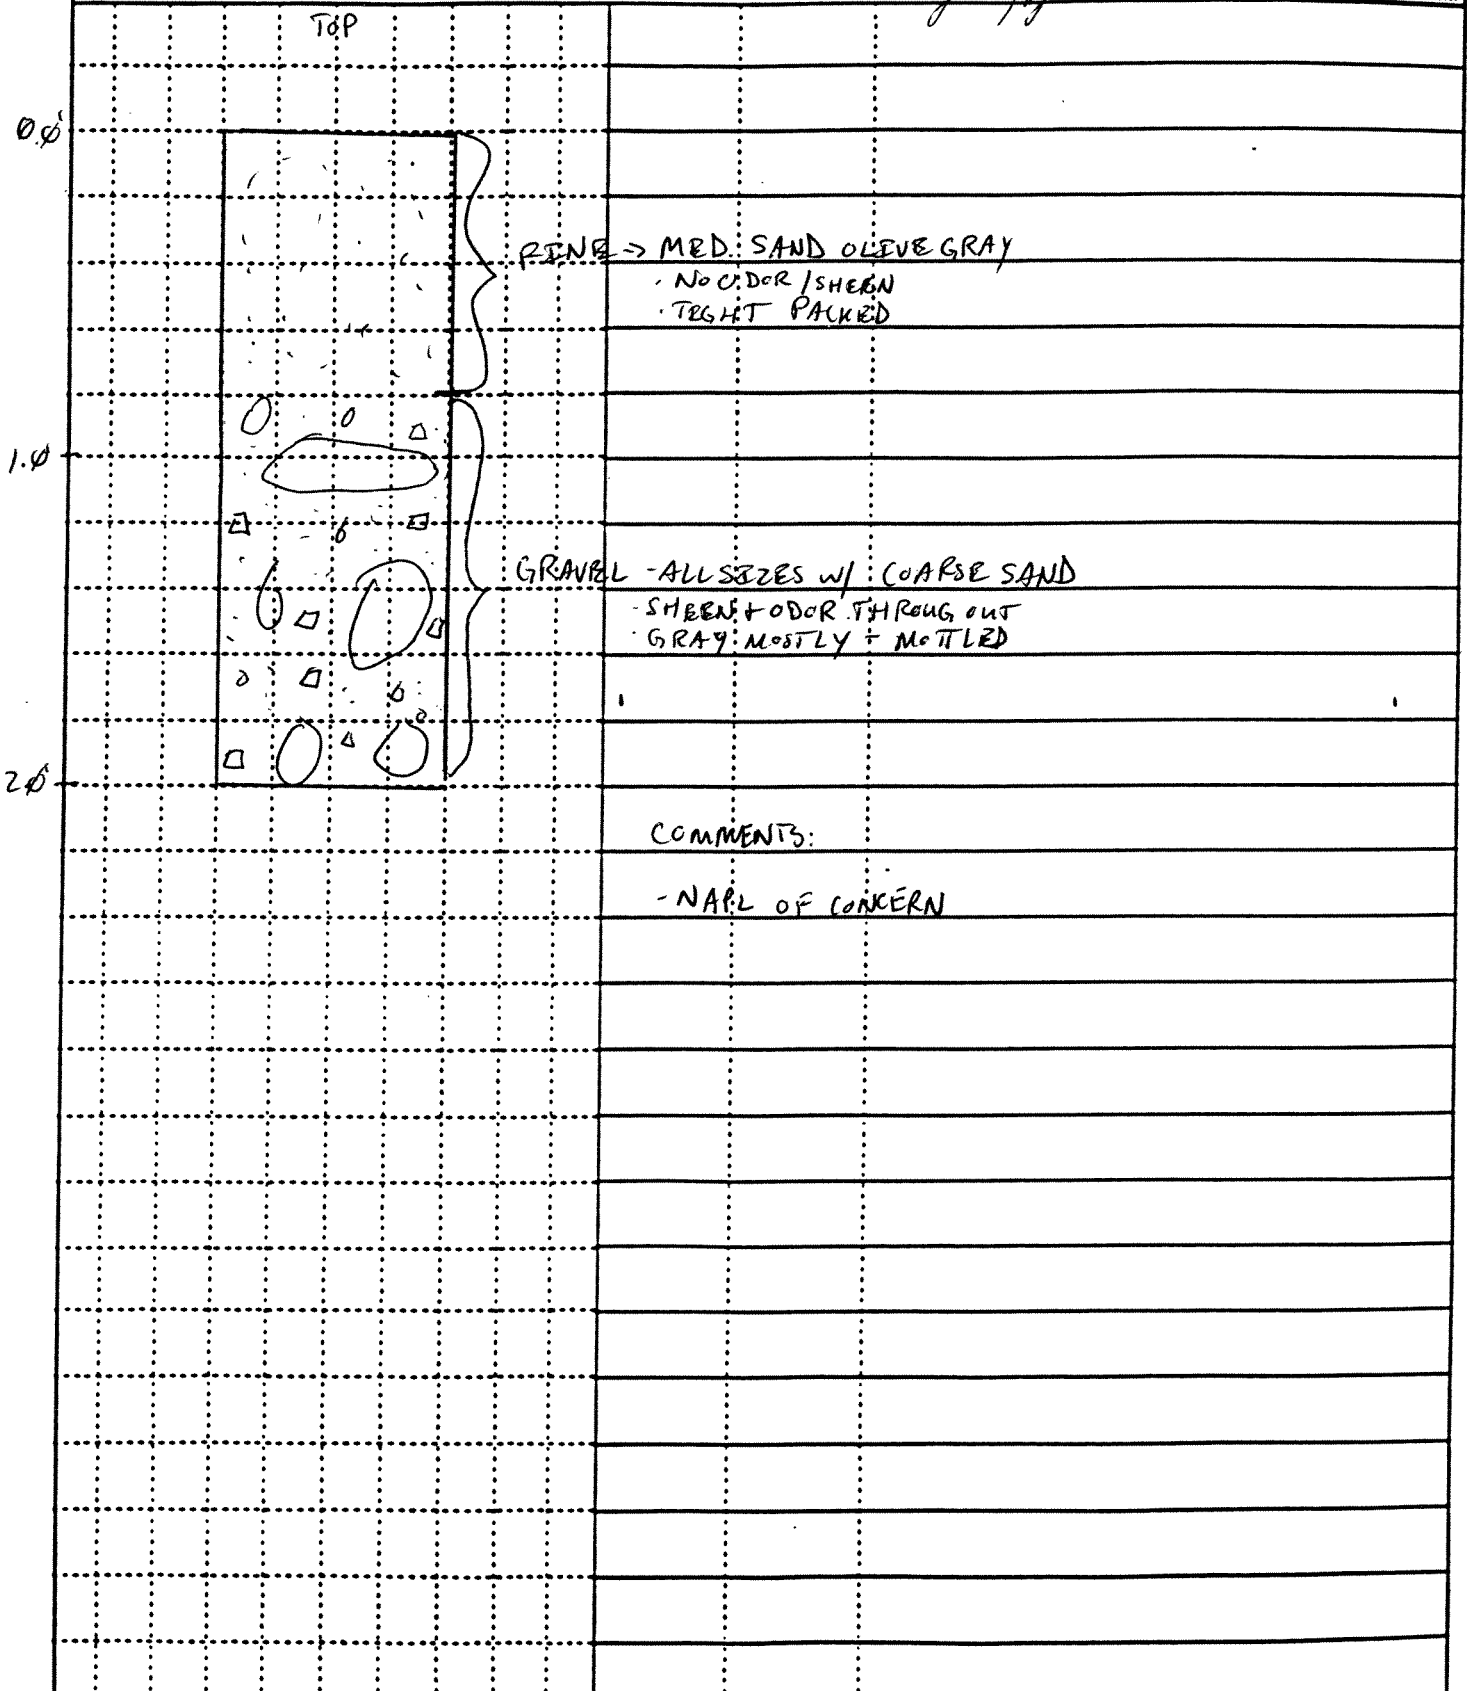 TOP
0.0
FINE -> MED. SAND OLIVE GRAY
· NO ODOR / SHEEN
· TIGHT PACKED
1.0
GRAVEL - ALL SIZES W/ COARSE SAND
· SHEEN + ODOR THROUG OUT
· GRAY MOSTLY - MOTTLED
2.0
COMMENTS:
- NAPL OF CONCERN